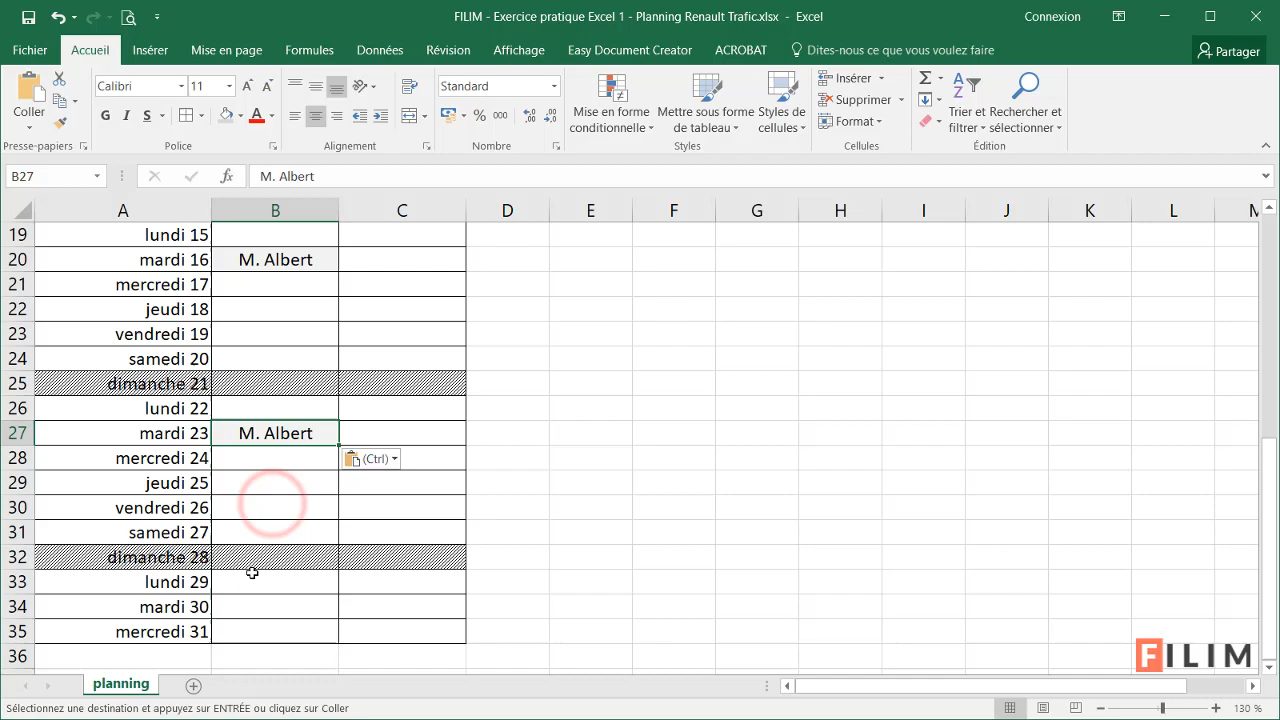 FILIM - Exercice pratique Excel 1 - Planning Renault Trafic.xlsx - Excel
Connexion
Fichier Accueil Insérer Mise en page Formules Données Révision Affichage Easy Document Creator ACROBAT Dites-nous ce que vous voulez faire Partager
Coller
Presse-papiers
Calibri 11
G I S A
Police
Alignement
Standard
% 000
Nombre
Mise en forme conditionnelle
Mettre sous forme de tableau
Styles de cellules
Styles
Insérer
Supprimer
Format
Cellules
Trier et filtrer
Rechercher et sélectionner
Édition
B27 fx M. Albert
A B C D E F G H I J K L M
19 lundi 15
20 mardi 16 M. Albert
21 mercredi 17
22 jeudi 18
23 vendredi 19
24 samedi 20
25 dimanche 21
26 lundi 22
27 mardi 23 M. Albert
28 mercredi 24 (Ctrl)
29 jeudi 25
30 vendredi 26
31 samedi 27
32 dimanche 28
33 lundi 29
34 mardi 30
35 mercredi 31
36
FILIM
planning
Sélectionnez une destination et appuyez sur ENTRÉE ou cliquez sur Coller
130 %